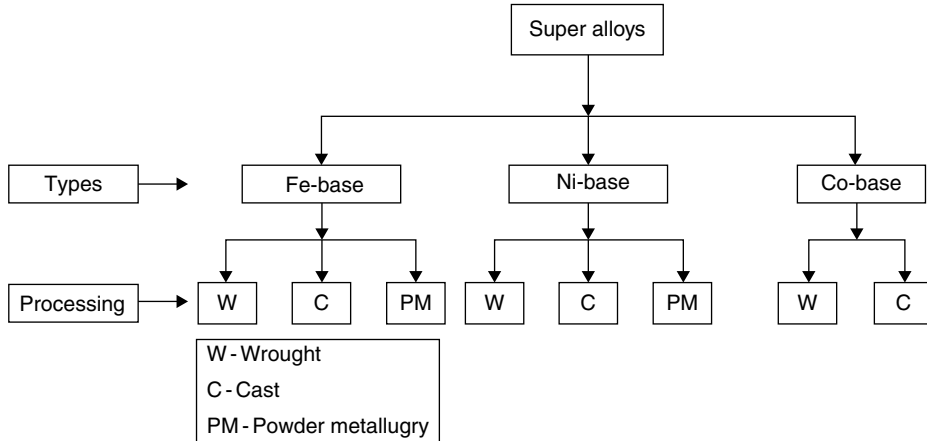 Super alloys
Types
Fe-base
Ni-base
Co-base
Processing
W
C
PM
W
C
PM
W
C
W - Wrought
C - Cast
PM - Powder metallugry